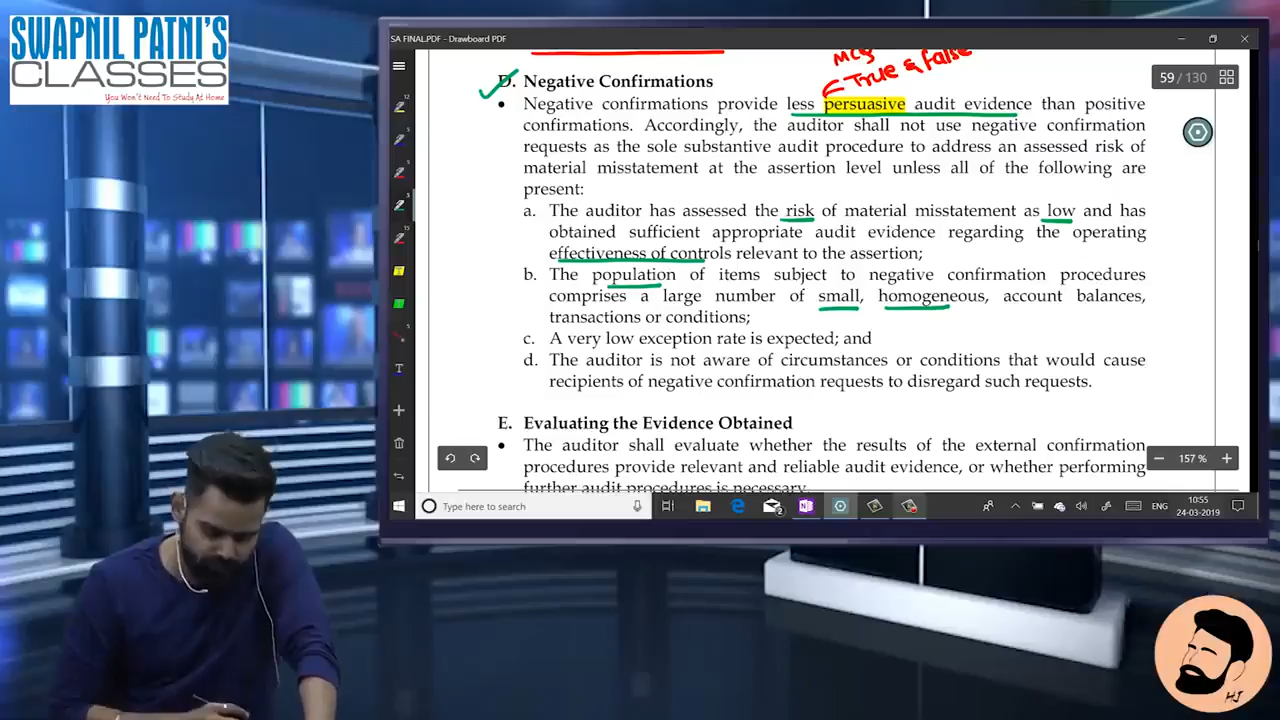 SWAPNIL PATNI'S
CLASSES
You Won't Need To Study At Home
SA FINAL.PDF - Drawboard PDF
MCQ
True & False
59 / 130
D. Negative Confirmations
• Negative confirmations provide less persuasive audit evidence than positive
confirmations. Accordingly, the auditor shall not use negative confirmation
requests as the sole substantive audit procedure to address an assessed risk of
material misstatement at the assertion level unless all of the following are
present:
a. The auditor has assessed the risk of material misstatement as low and has
obtained sufficient appropriate audit evidence regarding the operating
effectiveness of controls relevant to the assertion;
b. The population of items subject to negative confirmation procedures
comprises a large number of small, homogeneous, account balances,
transactions or conditions;
c. A very low exception rate is expected; and
d. The auditor is not aware of circumstances or conditions that would cause
recipients of negative confirmation requests to disregard such requests.
E. Evaluating the Evidence Obtained
• The auditor shall evaluate whether the results of the external confirmation
procedures provide relevant and reliable audit evidence, or whether performing
further audit procedures is necessary.
157 %
Type here to search
2
ENG
10:55
24-03-2019
HJ